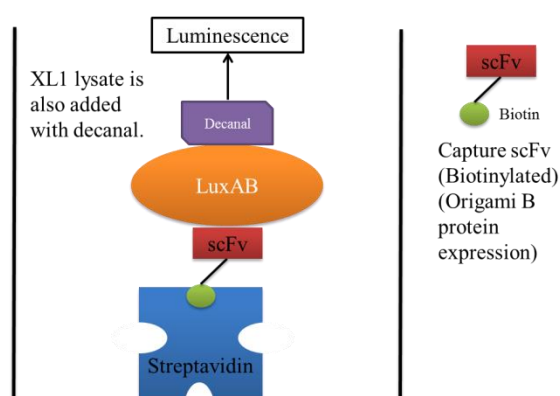 Luminescence
XL1 lysate is
also added
with decanal.
Decanal
LuxAB
scFv
Streptavidin
scFv
Biotin
Capture scFv
(Biotinylated)
(Origami B
protein
expression)